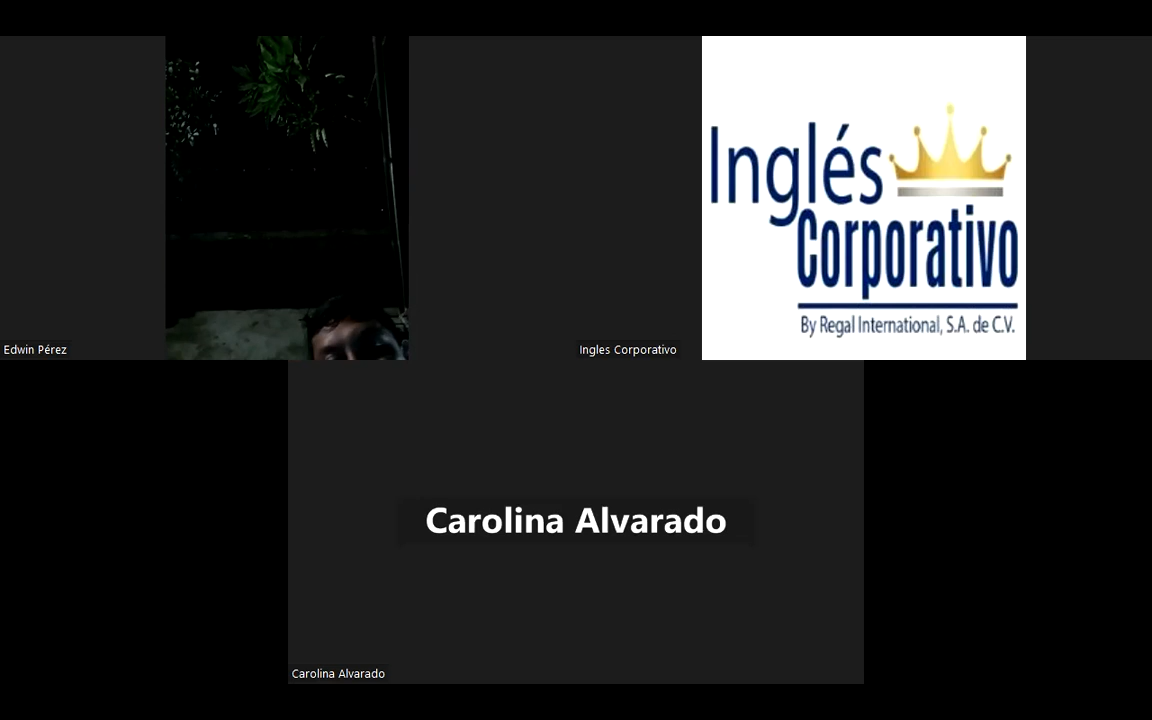 Inglés
Corporativo
By Regal International, S.A. de C.V.
Edwin Pérez
Ingles Corporativo
Carolina Alvarado
Carolina Alvarado